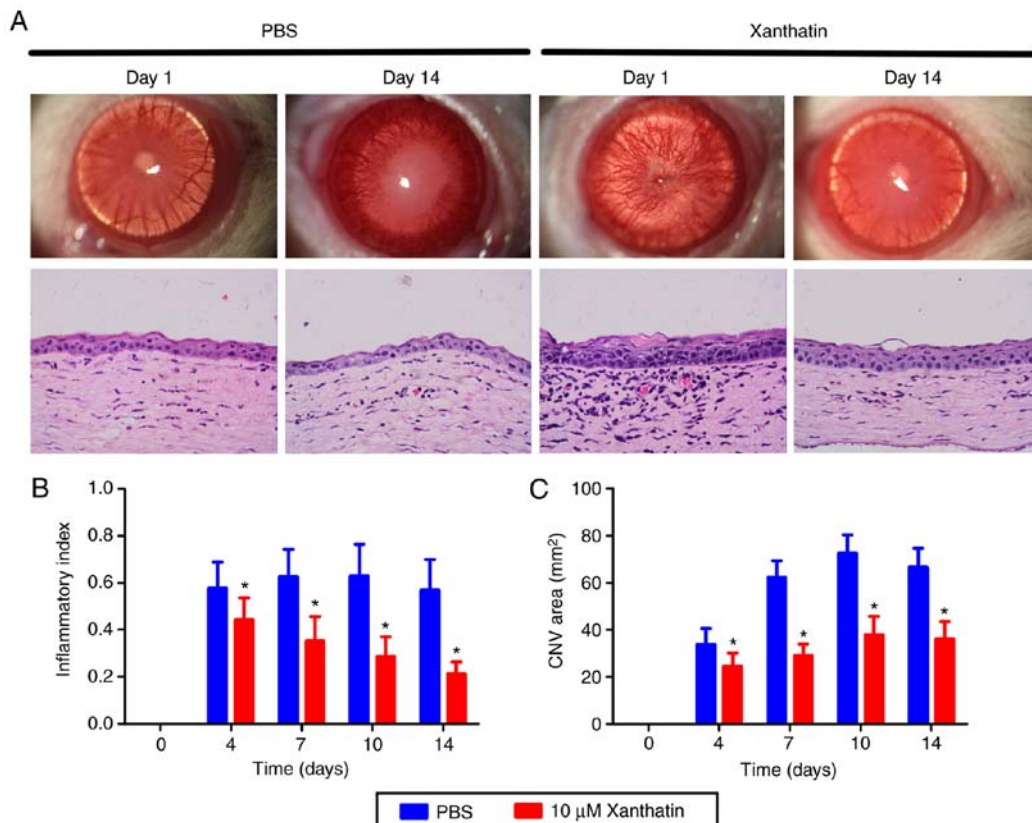 A
PBS
Xanthatin
Day 1
Day 14
Day 1
Day 14
B
Inflammatory index
1.0
0.8
0.6
0.4
0.2
0.0
*
*
*
*
0
4
7
10
14
Time (days)
C
CNV area (mm²)
100
80
60
40
20
0
*
*
*
*
0
4
7
10
14
Time (days)
PBS
10 μM Xanthatin